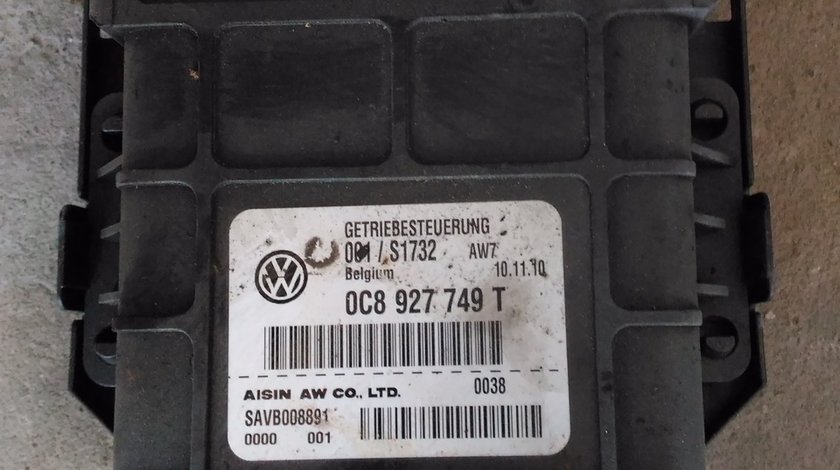 GETRIEBESTEUERUNG
001/S1732 AW7
Belgium 10.11.10
0C8 927 749 T
AISIN AW CO., LTD. 0038
SAVB008891
0000 001